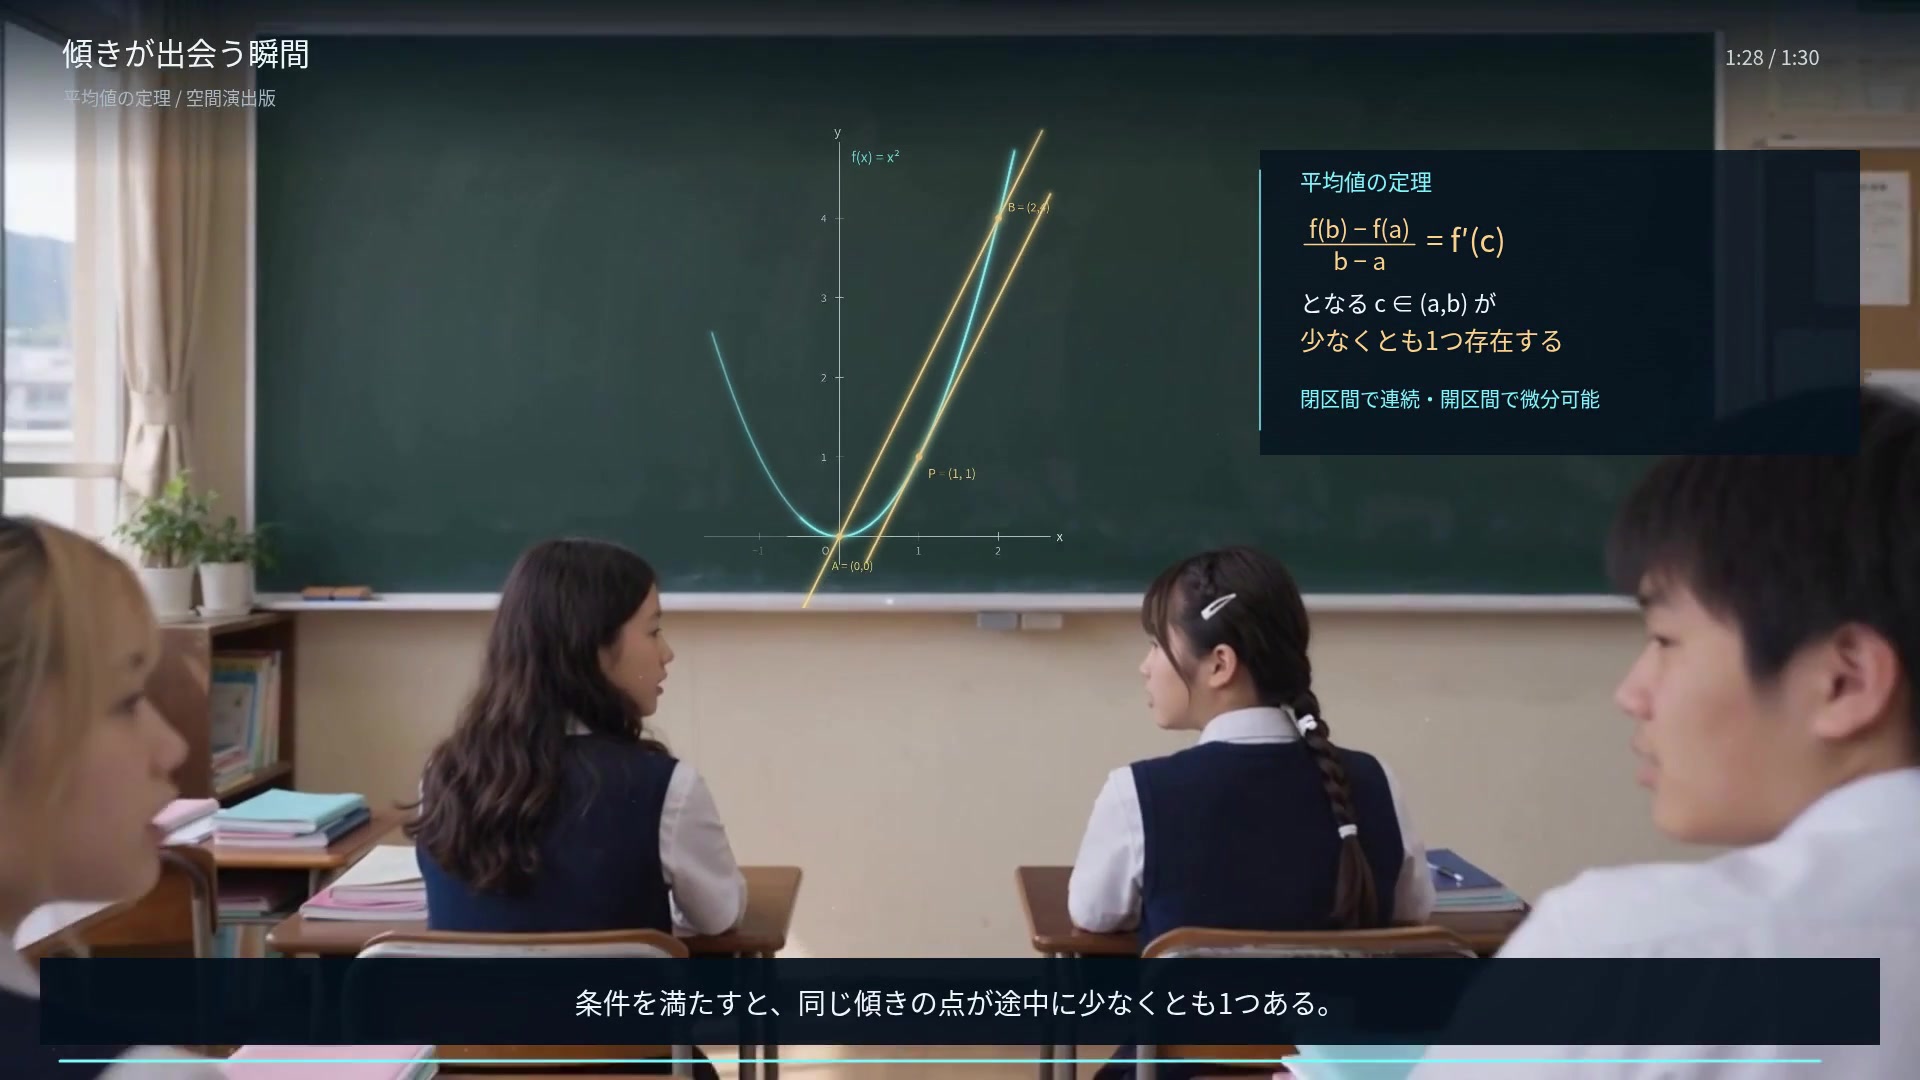 傾きが出会う瞬間
平均値の定理 / 空間演出版
1:28 / 1:30
y
f(x) = x²
B = (2,4)
4
3
2
1
P = (1, 1)
x
-1
O
1
2
A = (0,0)
平均値の定理
f(b) − f(a)
b − a
= f′(c)
となる c ∈ (a,b) が
少なくとも1つ存在する
閉区間で連続・開区間で微分可能
条件を満たすと、同じ傾きの点が途中に少なくとも1つある。